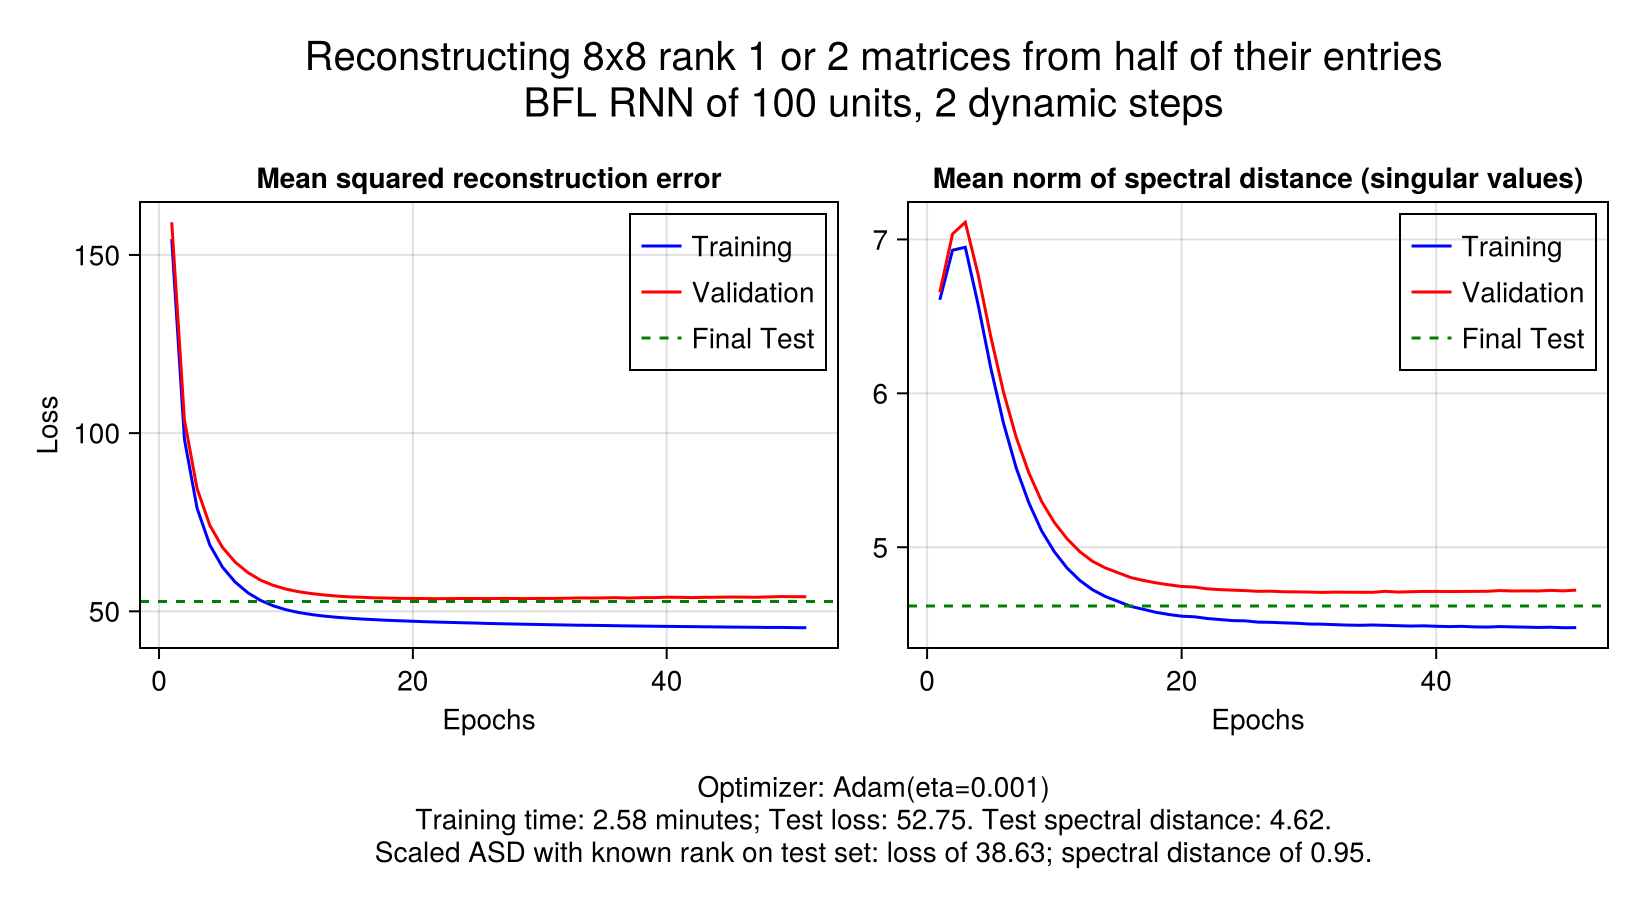 Reconstructing 8x8 rank 1 or 2 matrices from half of their entries
BFL RNN of 100 units, 2 dynamic steps
Mean squared reconstruction error
Loss
150
100
50
Training
Validation
Final Test
0
20
40
Epochs
Mean norm of spectral distance (singular values)
7
6
5
Training
Validation
Final Test
0
20
40
Epochs
Optimizer: Adam(eta=0.001)
Training time: 2.58 minutes; Test loss: 52.75. Test spectral distance: 4.62.
Scaled ASD with known rank on test set: loss of 38.63; spectral distance of 0.95.